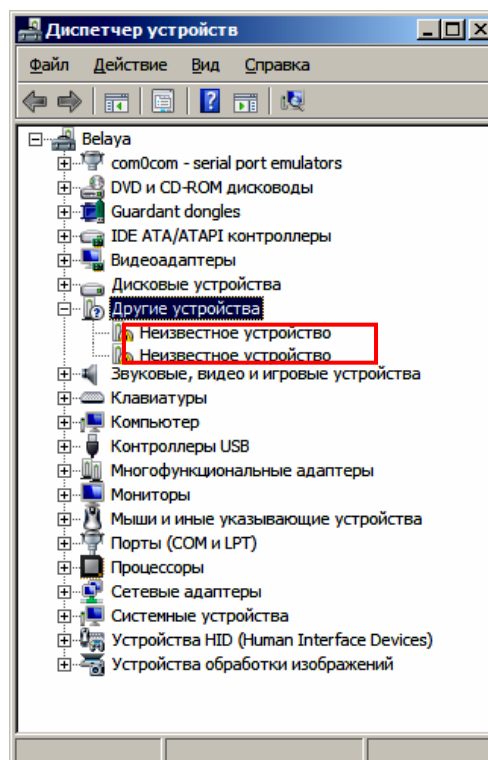 Диспетчер устройств
Файл Действие Вид Справка
Belaya
com0com - serial port emulators
DVD и CD-ROM дисководы
Guardant dongles
IDE ATA/ATAPI контроллеры
Видеоадаптеры
Дисковые устройства
Другие устройства
Неизвестное устройство
Неизвестное устройство
Звуковые, видео и игровые устройства
Клавиатуры
Компьютер
Контроллеры USB
Многофункциональные адаптеры
Мониторы
Мыши и иные указывающие устройства
Порты (COM и LPT)
Процессоры
Сетевые адаптеры
Системные устройства
Устройства HID (Human Interface Devices)
Устройства обработки изображений